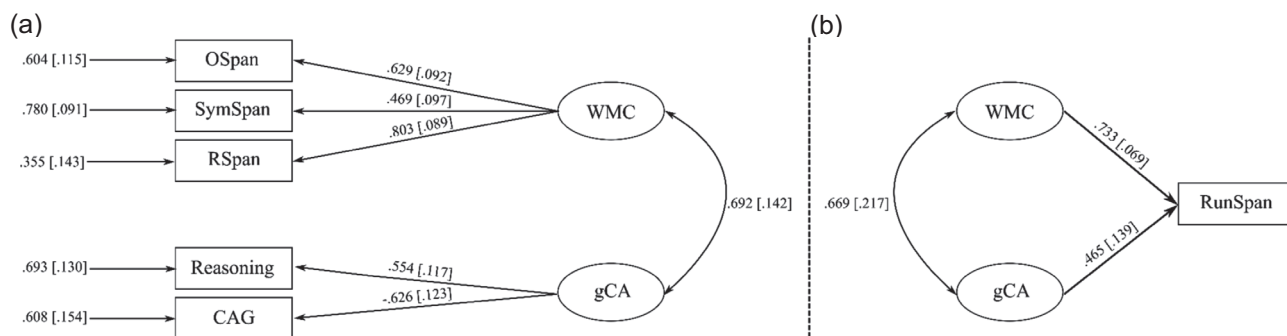 (a)
.604 [.115]
OSpan
.780 [.091]
SymSpan
.355 [.143]
RSpan
.629 [.092]
.469 [.097]
.803 [.089]
WMC
.692 [.142]
.693 [.130]
Reasoning
.608 [.154]
CAG
.554 [.117]
-.626 [.123]
gCA
(b)
WMC
.733 [.069]
.669 [.217]
RunSpan
.465 [.139]
gCA